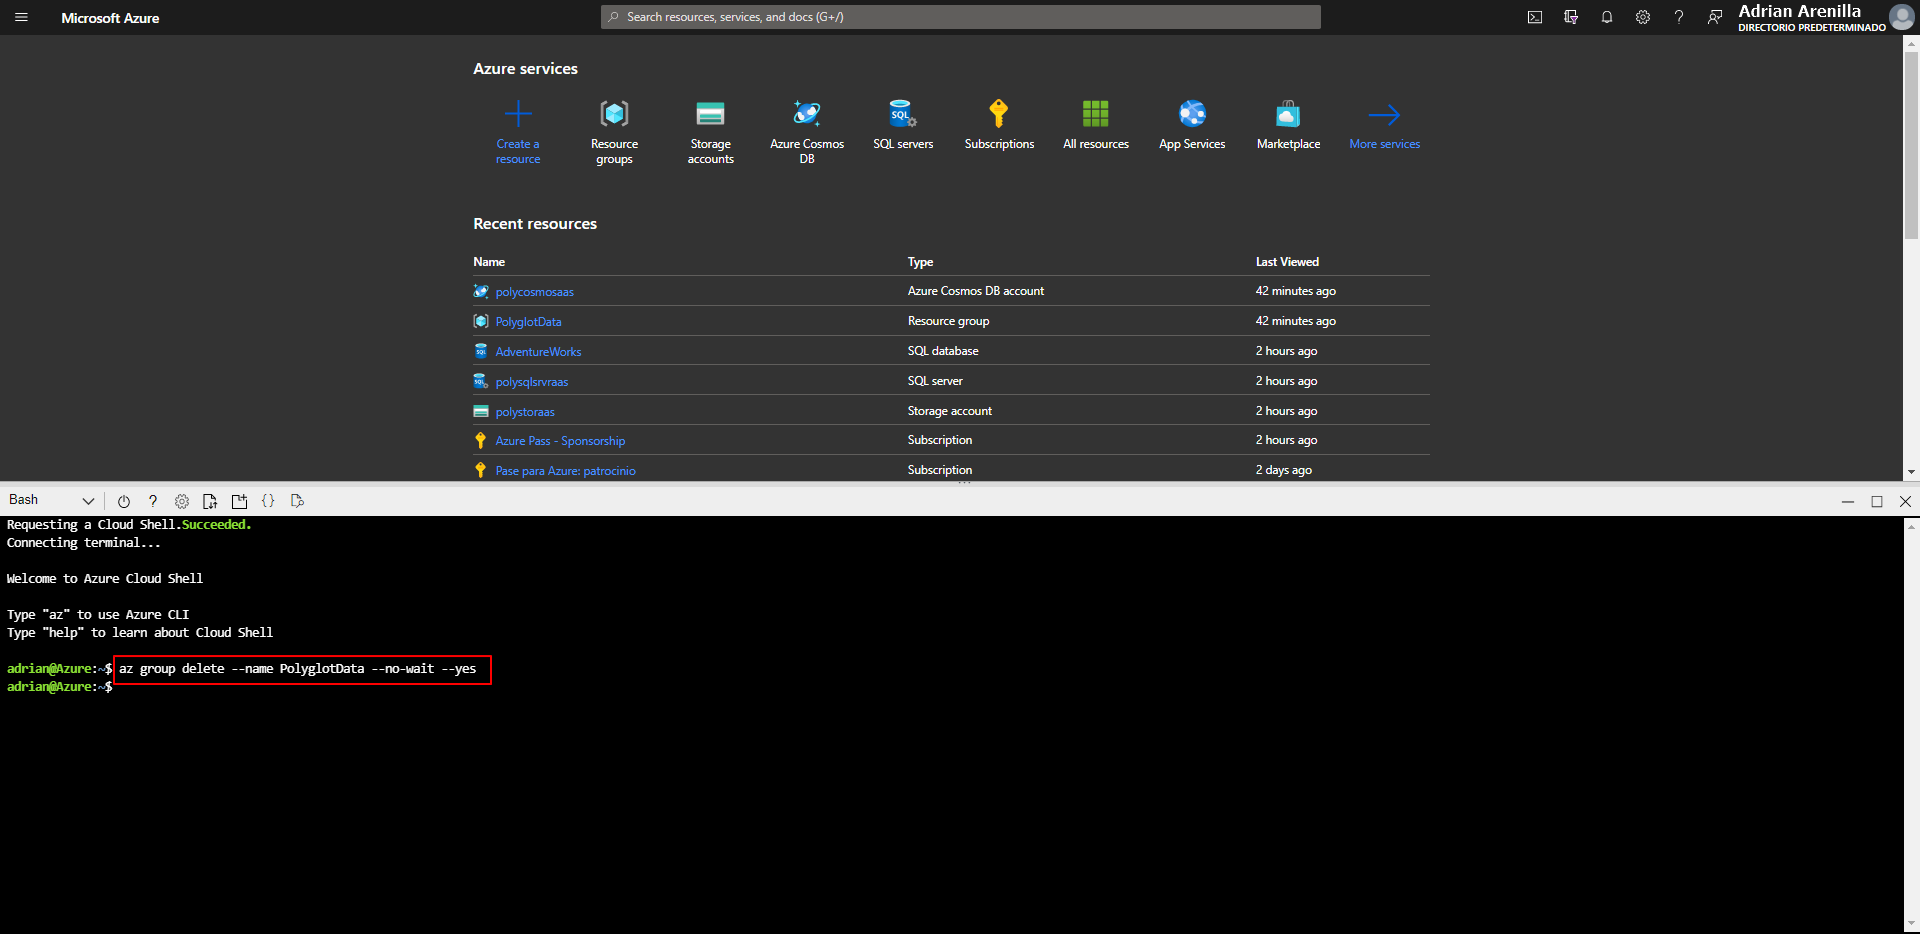 Microsoft Azure
Search resources, services, and docs (G+/)
Adrian Arenilla
DIRECTORIO PREDETERMINADO
Azure services
Create a resource
Resource groups
Storage accounts
Azure Cosmos DB
SQL servers
Subscriptions
All resources
App Services
Marketplace
More services
Recent resources
Name Type Last Viewed
polycosmosaas Azure Cosmos DB account 42 minutes ago
PolyglotData Resource group 42 minutes ago
AdventureWorks SQL database 2 hours ago
polysqlsrvraas SQL server 2 hours ago
polystoraas Storage account 2 hours ago
Azure Pass - Sponsorship Subscription 2 hours ago
Pase para Azure: patrocinio Subscription 2 days ago
Bash
Requesting a Cloud Shell.Succeeded.
Connecting terminal...
Welcome to Azure Cloud Shell
Type "az" to use Azure CLI
Type "help" to learn about Cloud Shell
adrian@Azure:~$ az group delete --name PolyglotData --no-wait --yes
adrian@Azure:~$